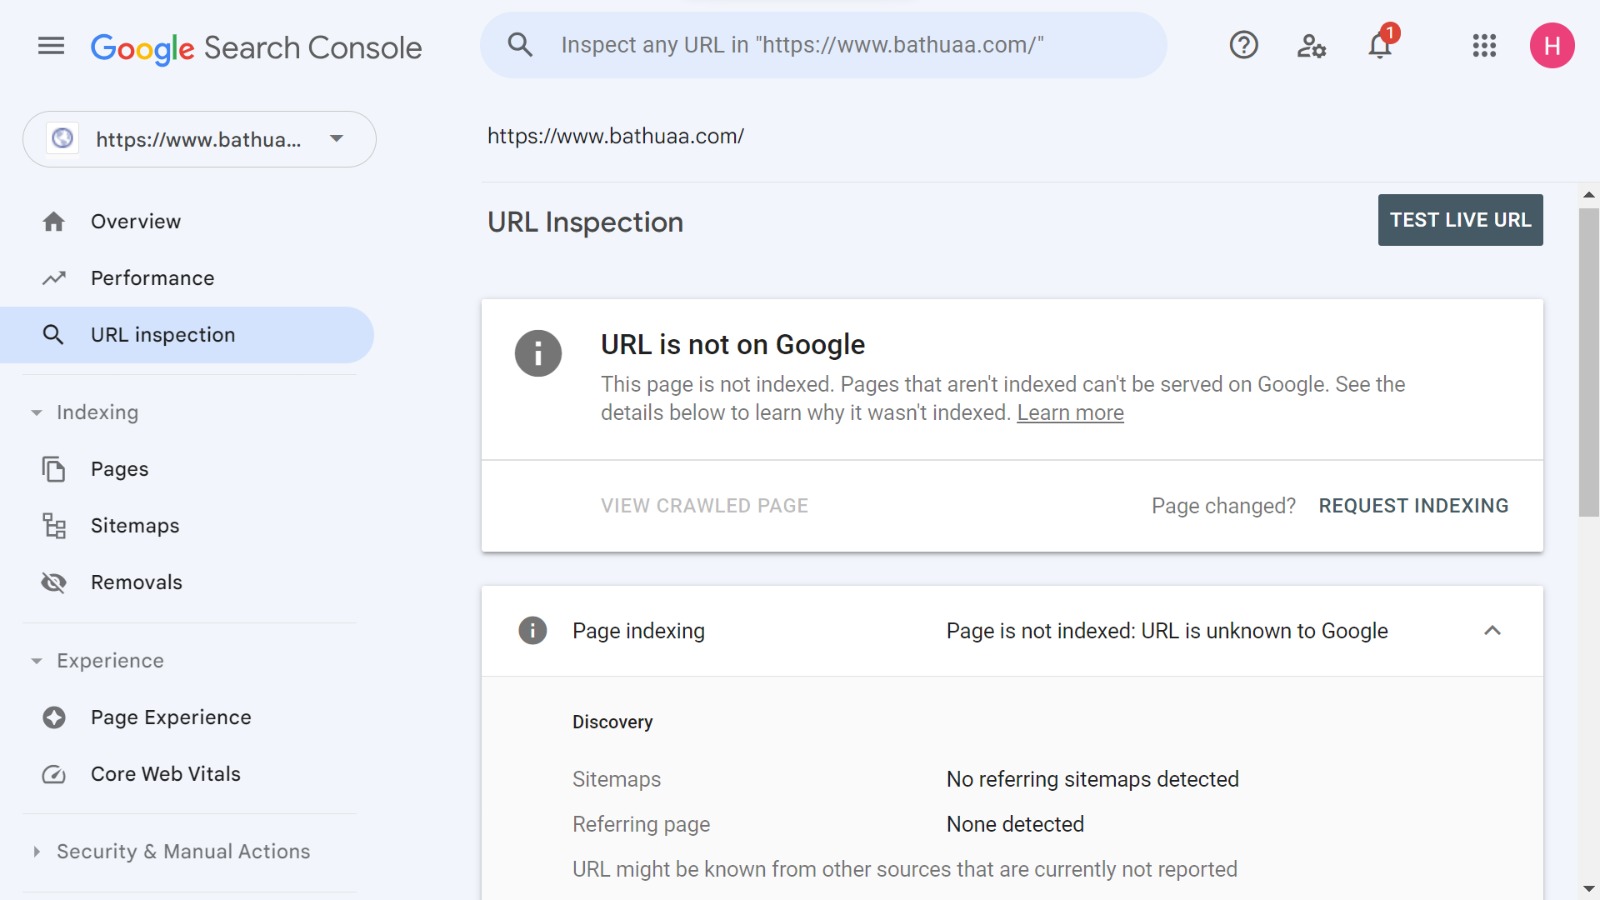 Google Search Console
Inspect any URL in "https://www.bathuaa.com/"
1
H
https://www.bathua...
https://www.bathuaa.com/
Overview
Performance
URL inspection
Indexing
Pages
Sitemaps
Removals
Experience
Page Experience
Core Web Vitals
Security & Manual Actions
URL Inspection
TEST LIVE URL
URL is not on Google
This page is not indexed. Pages that aren't indexed can't be served on Google. See the
details below to learn why it wasn't indexed. Learn more
VIEW CRAWLED PAGE
Page changed? REQUEST INDEXING
Page indexing
Page is not indexed: URL is unknown to Google
Discovery
Sitemaps
No referring sitemaps detected
Referring page
None detected
URL might be known from other sources that are currently not reported